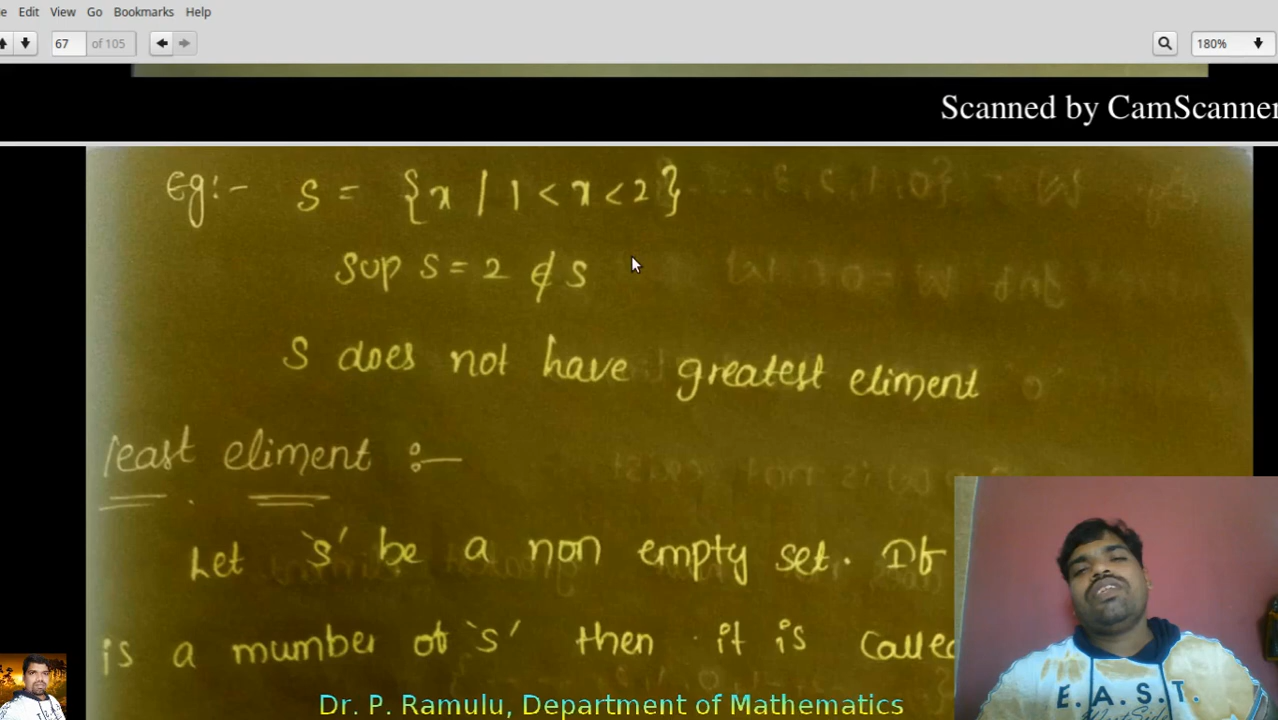 Edit View Go Bookmarks Help
67 of 105
180%
Scanned by CamScanner
Eg:- S = {x / 1 < x < 2}
Sup S = 2 ∉ S
S does not have greatest eliment
least eliment :-
Let 's' be a non empty set. If
is a mumber of 's' then it is Called
Dr. P. Ramulu, Department of Mathematics
E.A.S.T.